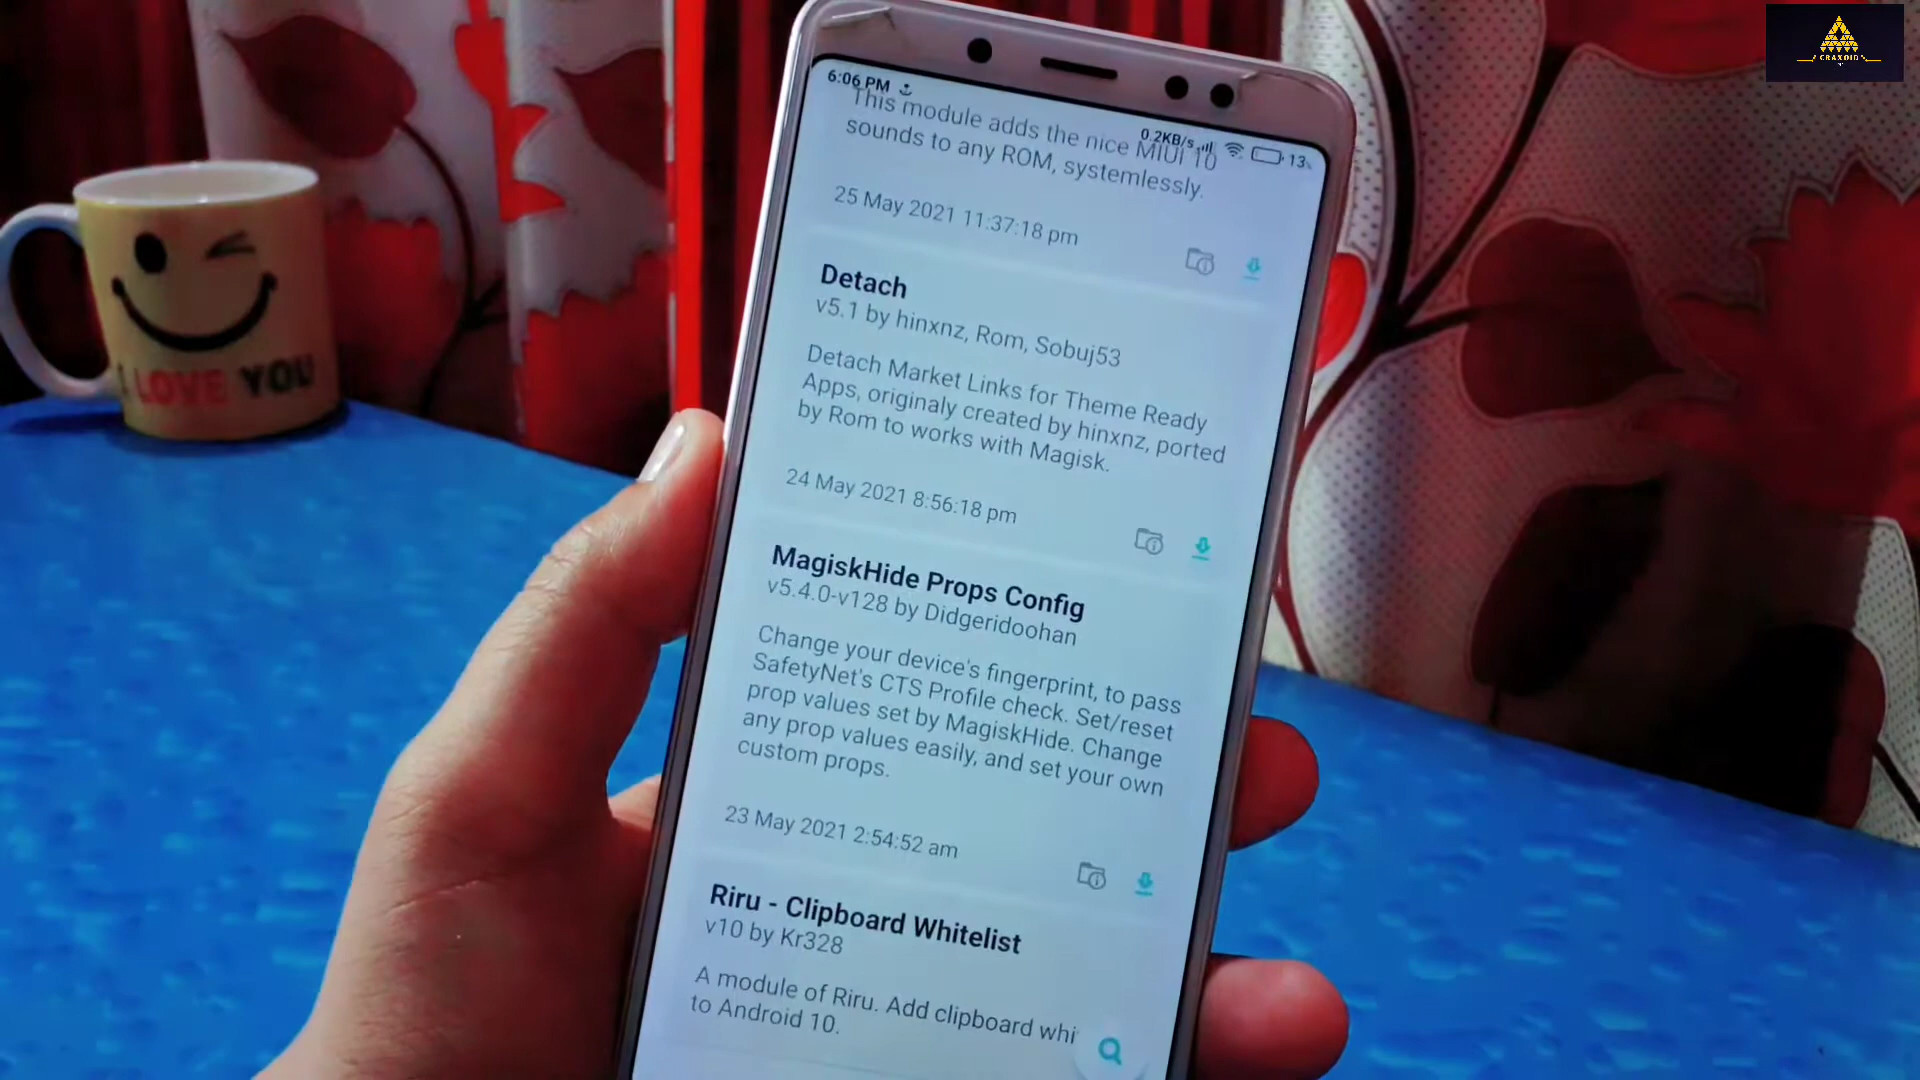 CRAXOID
6:06 PM
0.2KB/s
13
This module adds the nice MIUI 10
sounds to any ROM, systemlessly.
25 May 2021 11:37:18 pm
Detach
v5.1 by hinxnz, Rom, Sobuj53
Detach Market Links for Theme Ready
Apps, originaly created by hinxnz, ported
by Rom to works with Magisk.
24 May 2021 8:56:18 pm
MagiskHide Props Config
v5.4.0-v128 by Didgeridoohan
Change your device's fingerprint, to pass
SafetyNet's CTS Profile check. Set/reset
prop values set by MagiskHide. Change
any prop values easily, and set your own
custom props.
23 May 2021 2:54:52 am
Riru - Clipboard Whitelist
v10 by Kr328
A module of Riru. Add clipboard whi
to Android 10.
I LOVE YOU